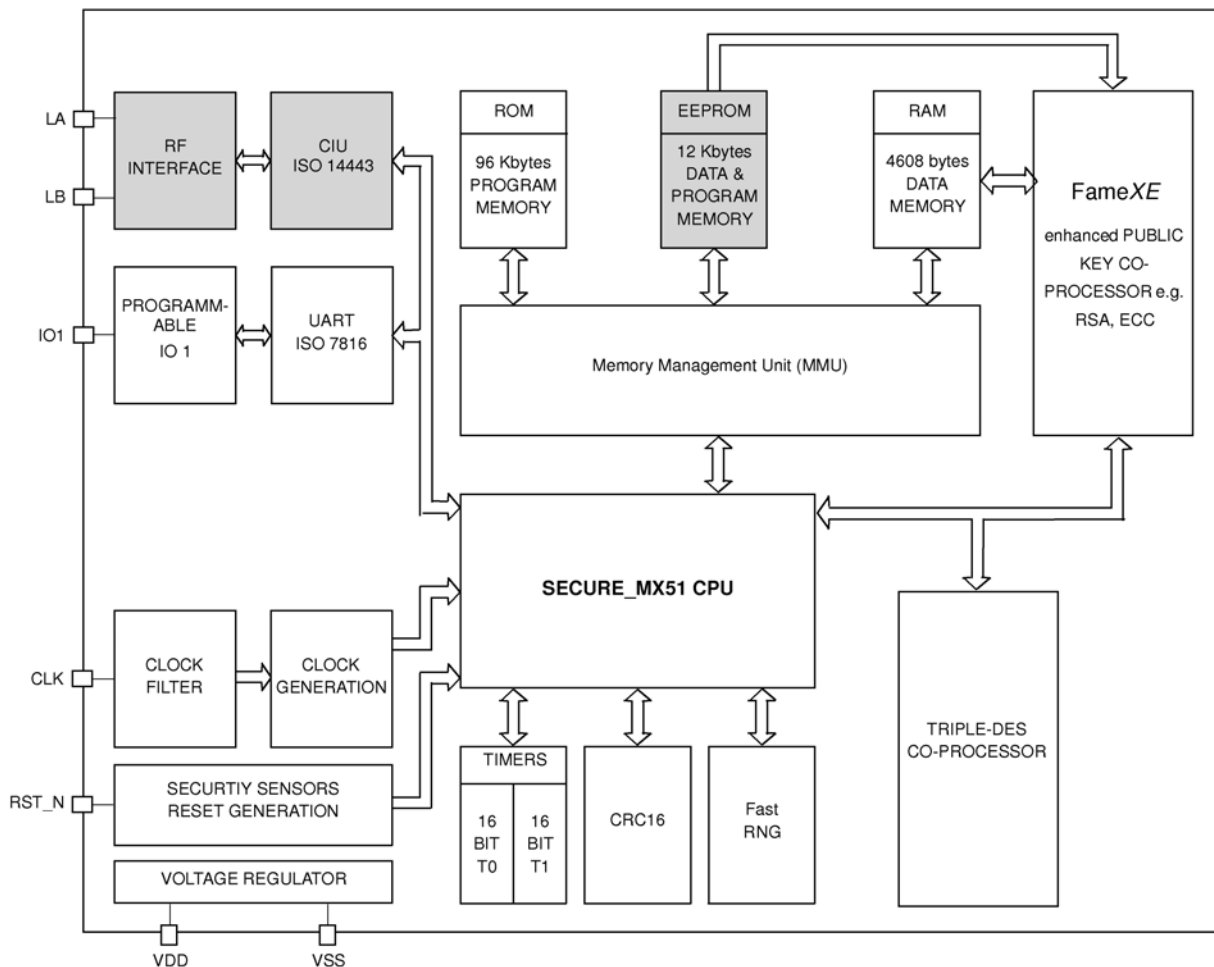 LA
LB
RF
INTERFACE
CIU
ISO 14443
ROM
96 Kbytes
PROGRAM
MEMORY
EEPROM
12 Kbytes
DATA &
PROGRAM
MEMORY
RAM
4608 bytes
DATA
MEMORY
FameXE
enhanced PUBLIC
KEY CO-
PROCESSOR e.g.
RSA, ECC
IO1
PROGRAMM-
ABLE
IO 1
UART
ISO 7816
Memory Management Unit (MMU)
SECURE_MX51 CPU
CLK
CLOCK
FILTER
CLOCK
GENERATION
RST_N
SECURTIY SENSORS
RESET GENERATION
VOLTAGE REGULATOR
VDD
VSS
TIMERS
16
BIT
T0
16
BIT
T1
CRC16
Fast
RNG
TRIPLE-DES
CO-PROCESSOR